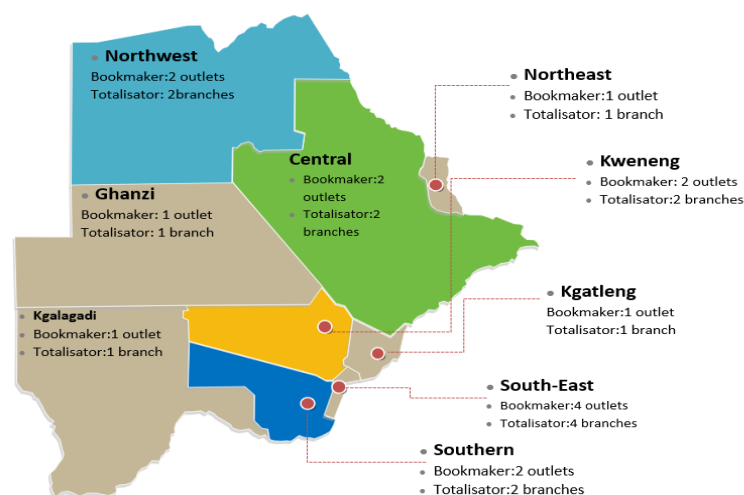 Northwest
Bookmaker:2 outlets
Totalisator: 2branches
Northeast
Bookmaker:1 outlet
Totalisator: 1 branch
Central
Bookmaker:2
outlets
Totalisator:2
branches
Kweneng
Bookmaker: 2 outlets
Totalisator:2 branches
Ghanzi
Bookmaker: 1 outlet
Totalisator: 1 branch
Kgatleng
Bookmaker:1 outlet
Totalisator:1 branch
Kgalagadi
Bookmaker:1 outlet
Totalisator:1 branch
South-East
Bookmaker:4 outlets
Totalisator:4 branches
Southern
Bookmaker:2 outlets
Totalisator:2 branches